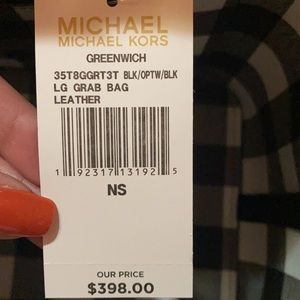 MICHAEL
MICHAEL KORS
GREENWICH
35T8GGRT3T BLK/OPTW/BLK
LG GRAB BAG
LEATHER
1 92317 13192 5
NS
OUR PRICE
$398.00